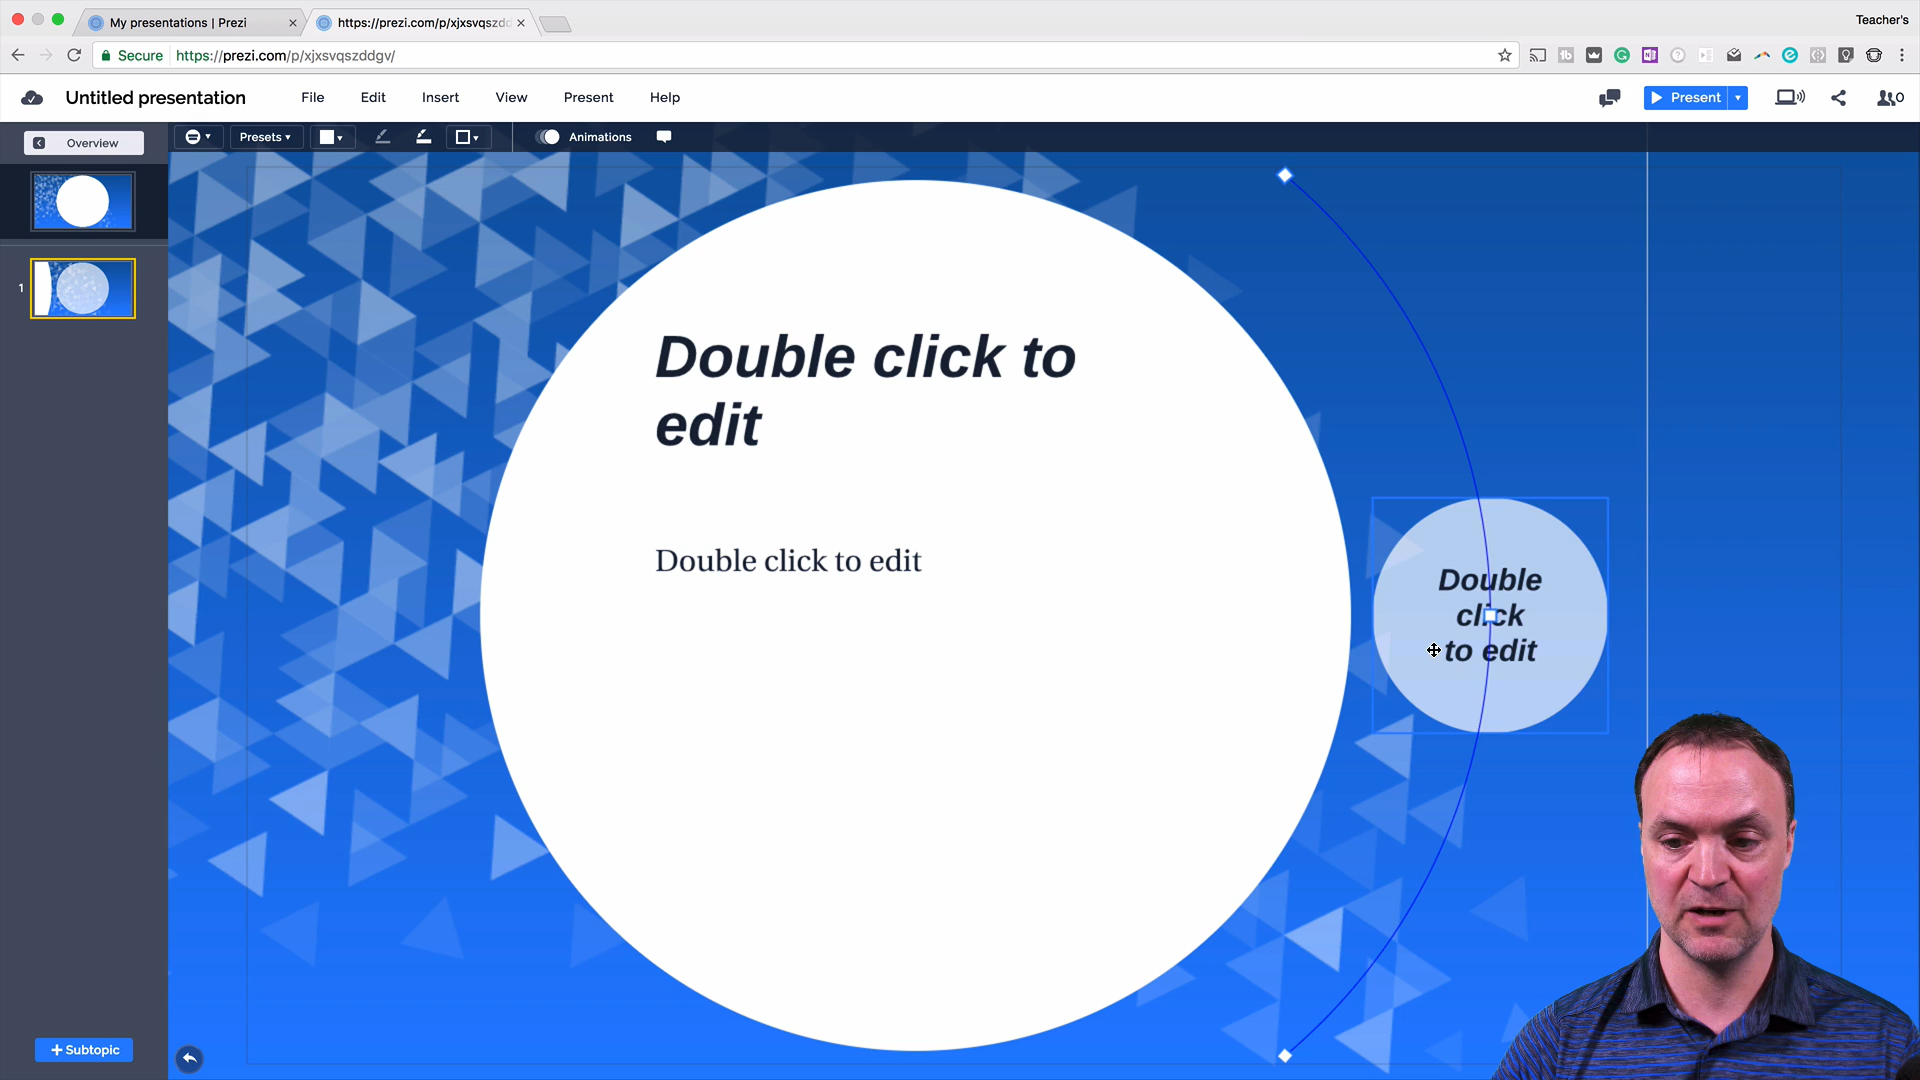 My presentations | Prezi
https://prezi.com/p/xjxsvqszdd
Teacher's
Secure
https://prezi.com/p/xjxsvqszddgv/
Untitled presentation
File
Edit
Insert
View
Present
Help
Present
0
Overview
Presets
Animations
1
Double click to
edit
Double click to edit
Double
click
to edit
+ Subtopic